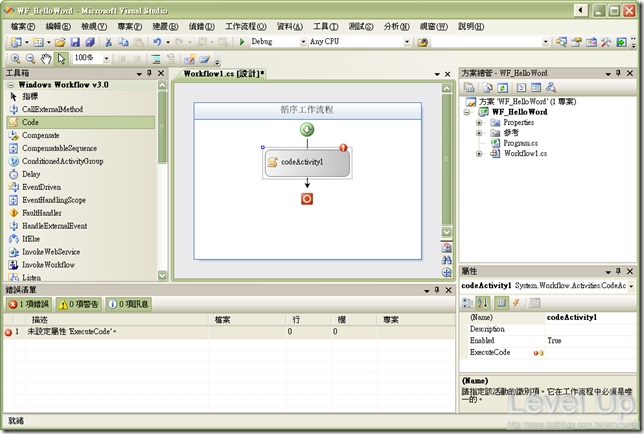 WF_HelloWord - Microsoft Visual Studio
檔案(F) 編輯(E) 檢視(V) 專案(P) 建置(B) 偵錯(D) 工作流程(O) 資料(A) 工具(T) 測試(S) 分析(N) 視窗(W) 說明(H)
Debug Any CPU
100%
工具箱
Windows Workflow v3.0
指標
CallExternalMethod
Code
Compensate
CompensatableSequence
ConditionedActivityGroup
Delay
EventDriven
EventHandlingScope
FaultHandler
HandleExternalEvent
IfElse
InvokeWebService
InvokeWorkflow
Listen
Workflow1.cs [設計]*
循序工作流程
codeActivity1
方案總管 - WF_HelloWord
方案 'WF_HelloWord' (1 專案)
WF_HelloWord
Properties
參考
Program.cs
Workflow1.cs
錯誤清單
1 項錯誤 0 項警告 0 項訊息
描述 檔案 行 欄 專案
1 未設定屬性 'ExecuteCode'。 0 0
屬性
codeActivity1 System.Workflow.Activities.CodeAc
(Name) codeActivity1
Description
Enabled True
ExecuteCode
(Name)
請指定該活動的識別項。它在工作流程中必須是唯一的。
就緒
Level Up